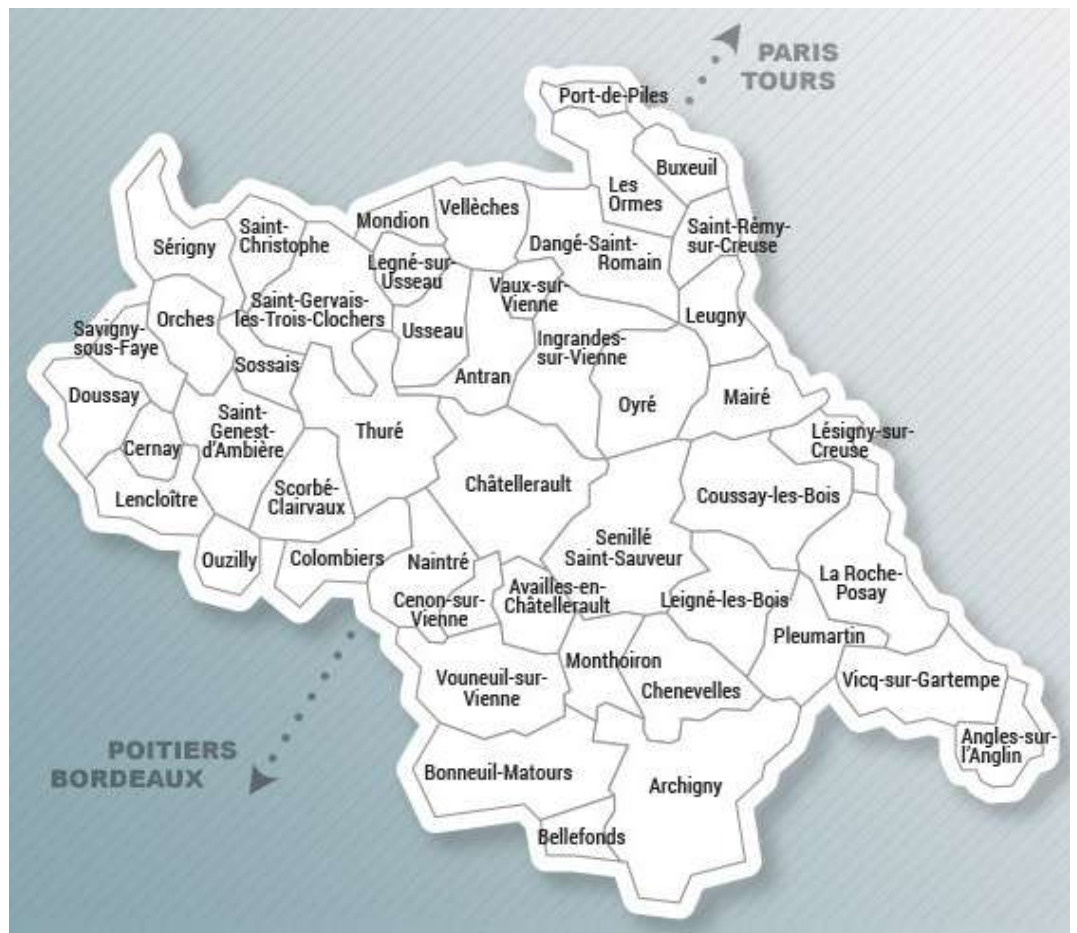 PARIS
TOURS
Port-de-Piles
Buxeuil
Les
Ormes
Vellèches
Mondion
Saint-
Christophe
Sérigny
Saint-Rémy-
sur-Creuse
Dangé-Saint-
Romain
Legné-sur-
Usseau
Vaux-sur-
Vienne
Saint-Gervais-
les-Trois-Clochers
Orches
Leugny
Savigny-
sous-Faye
Usseau
Ingrandes-
sur-Vienne
Sossais
Antran
Doussay
Mairé
Oyré
Saint-
Genest-
d'Ambière
Thuré
Lésigny-sur-
Creuse
Cernay
Châtellerault
Scorbé-
Clairvaux
Coussay-les-Bois
Lencloître
Senillé
Saint-Sauveur
Ouzilly
Colombiers
Naintré
La Roche-
Posay
Availles-en-
Châtellerault
Cenon-sur-
Vienne
Leigné-les-Bois
Pleumartin
Monthoiron
Vouneuil-sur-
Vienne
Chenevelles
Vicq-sur-Gartempe
Angles-sur-
l'Anglin
POITIERS
BORDEAUX
Bonneuil-Matours
Archigny
Bellefonds